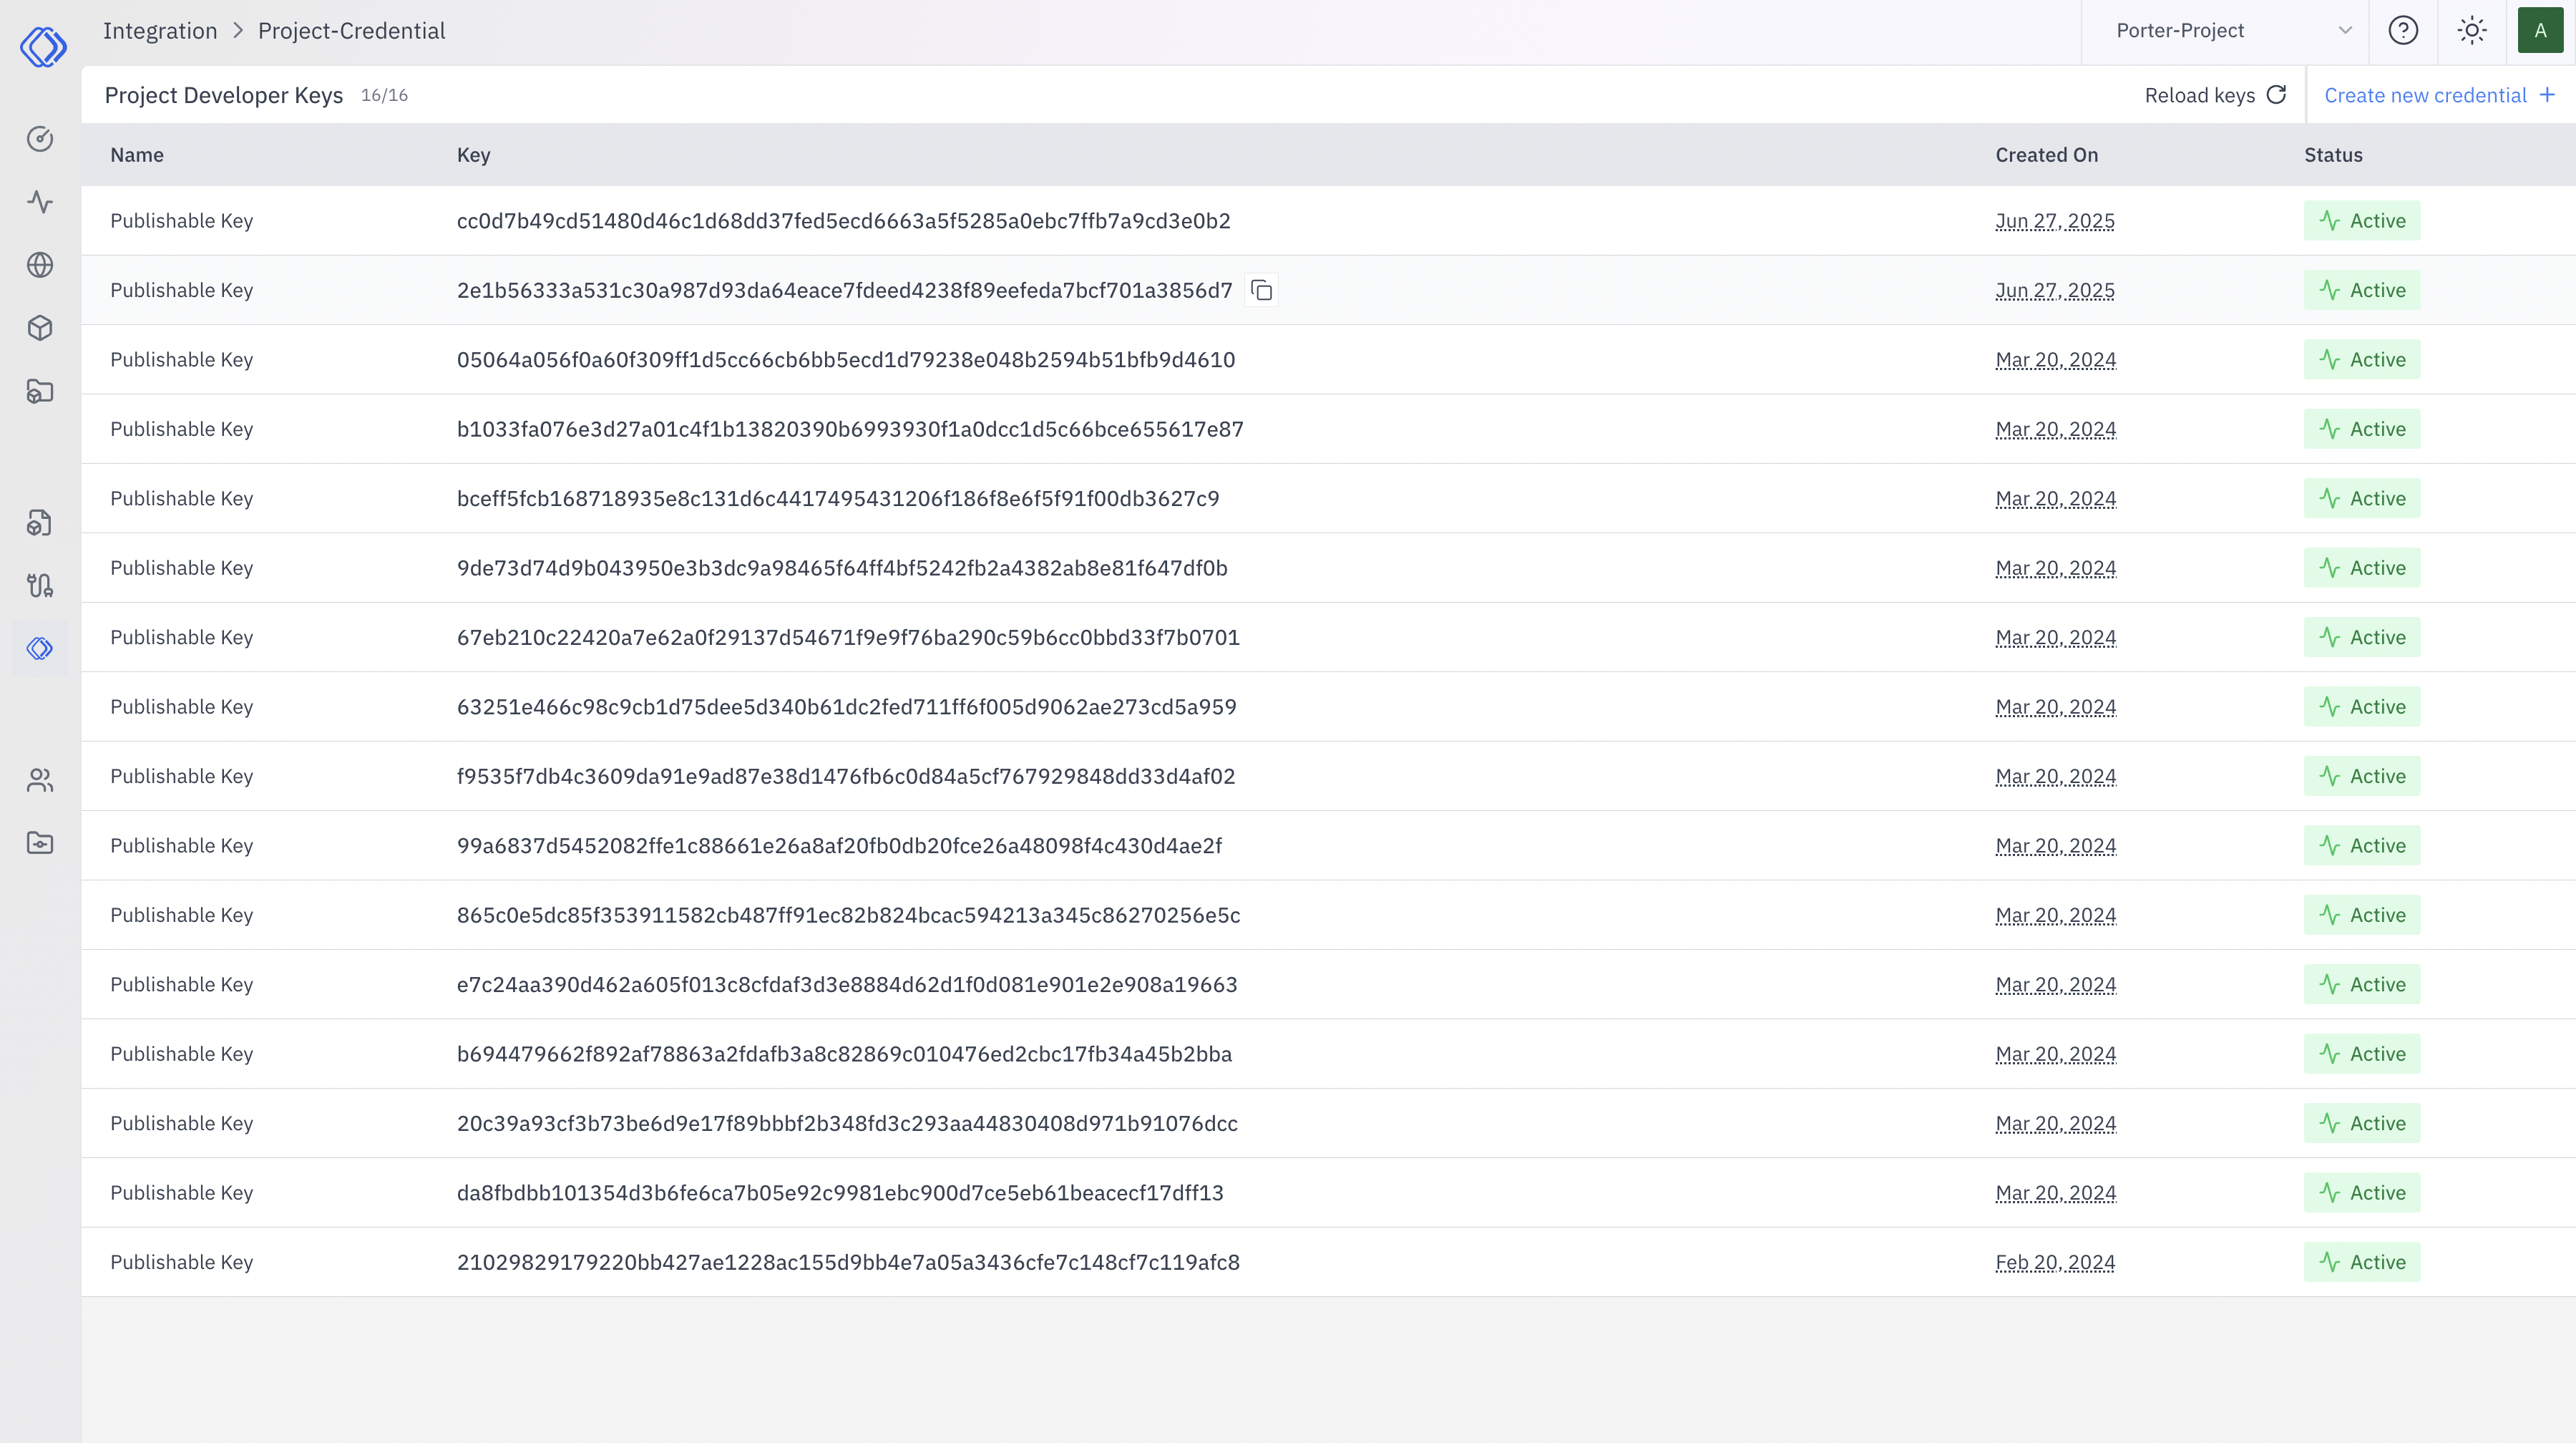 Integration > Project-Credential
Porter-Project
A
Project Developer Keys 16/16
Reload keys
Create new credential +
Name Key Created On Status
Publishable Key cc0d7b49cd51480d46c1d68dd37fed5ecd6663a5f5285a0ebc7ffb7a9cd3e0b2 Jun 27, 2025 Active
Publishable Key 2e1b56333a531c30a987d93da64eace7fdeed4238f89eefeda7bcf701a3856d7 Jun 27, 2025 Active
Publishable Key 05064a056f0a60f309ff1d5cc66cb6bb5ecd1d79238e048b2594b51bfb9d4610 Mar 20, 2024 Active
Publishable Key b1033fa076e3d27a01c4f1b13820390b6993930f1a0dcc1d5c66bce655617e87 Mar 20, 2024 Active
Publishable Key bceff5fcb168718935e8c131d6c4417495431206f186f8e6f5f91f00db3627c9 Mar 20, 2024 Active
Publishable Key 9de73d74d9b043950e3b3dc9a98465f64ff4bf5242fb2a4382ab8e81f647df0b Mar 20, 2024 Active
Publishable Key 67eb210c22420a7e62a0f29137d54671f9e9f76ba290c59b6cc0bbd33f7b0701 Mar 20, 2024 Active
Publishable Key 63251e466c98c9cb1d75dee5d340b61dc2fed711ff6f005d9062ae273cd5a959 Mar 20, 2024 Active
Publishable Key f9535f7db4c3609da91e9ad87e38d1476fb6c0d84a5cf767929848dd33d4af02 Mar 20, 2024 Active
Publishable Key 99a6837d5452082ffe1c88661e26a8af20fb0db20fce26a48098f4c430d4ae2f Mar 20, 2024 Active
Publishable Key 865c0e5dc85f353911582cb487ff91ec82b824bcac594213a345c86270256e5c Mar 20, 2024 Active
Publishable Key e7c24aa390d462a605f013c8cfdaf3d3e8884d62d1f0d081e901e2e908a19663 Mar 20, 2024 Active
Publishable Key b694479662f892af78863a2fdafb3a8c82869c010476ed2cbc17fb34a45b2bba Mar 20, 2024 Active
Publishable Key 20c39a93cf3b73be6d9e17f89bbbf2b348fd3c293aa44830408d971b91076dcc Mar 20, 2024 Active
Publishable Key da8fbdbb101354d3b6fe6ca7b05e92c9981ebc900d7ce5eb61beacecf17dff13 Mar 20, 2024 Active
Publishable Key 21029829179220bb427ae1228ac155d9bb4e7a05a3436cfe7c148cf7c119afc8 Feb 20, 2024 Active